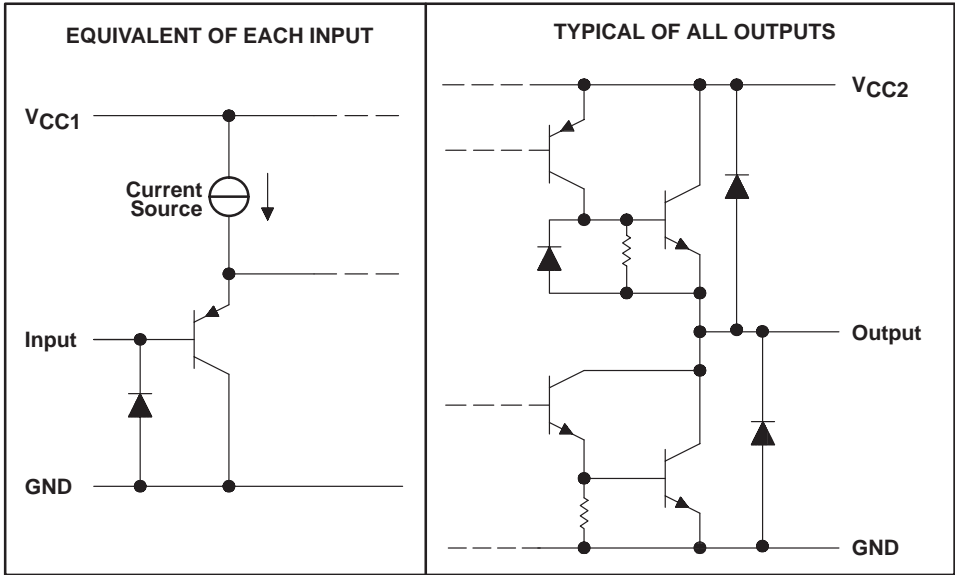 EQUIVALENT OF EACH INPUT
VCC1
Current
Source
Input
GND
TYPICAL OF ALL OUTPUTS
VCC2
Output
GND